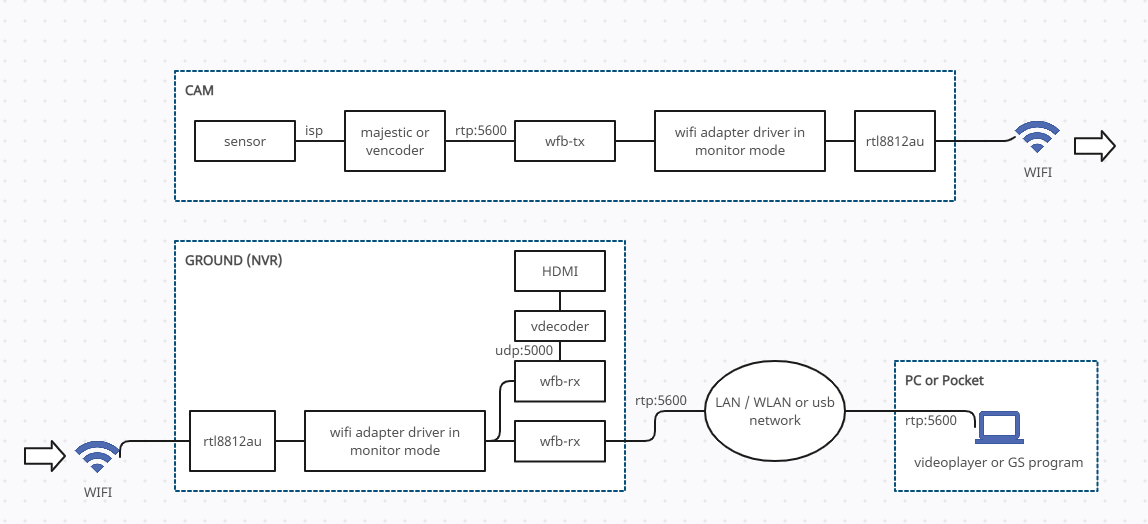 CAM
sensor
isp
majestic or
vencoder
rtp:5600
wfb-tx
wifi adapter driver in
monitor mode
rtl8812au
WIFI
GROUND (NVR)
HDMI
vdecoder
udp:5000
wfb-rx
wfb-rx
rtl8812au
wifi adapter driver in
monitor mode
WIFI
rtp:5600
LAN / WLAN or usb
network
PC or Pocket
rtp:5600
videoplayer or GS program